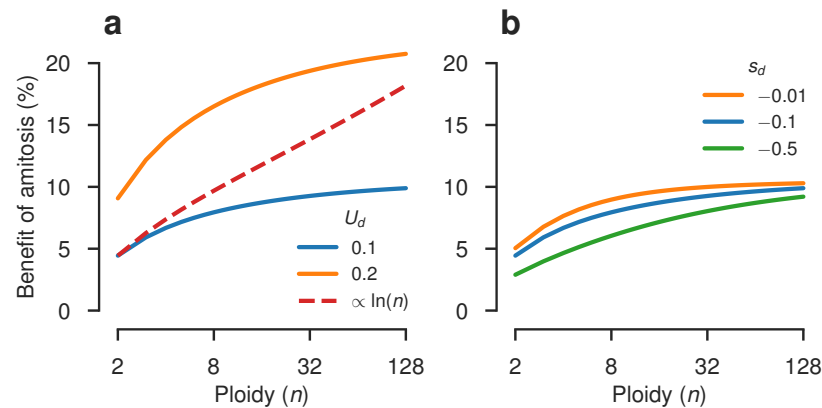 a
Benefit of amitosis (%)
20
15
10
5
0
U_d
0.1
0.2
∝ ln(n)
2
8
32
128
Ploidy (n)
b
20
15
10
5
0
s_d
−0.01
−0.1
−0.5
2
8
32
128
Ploidy (n)